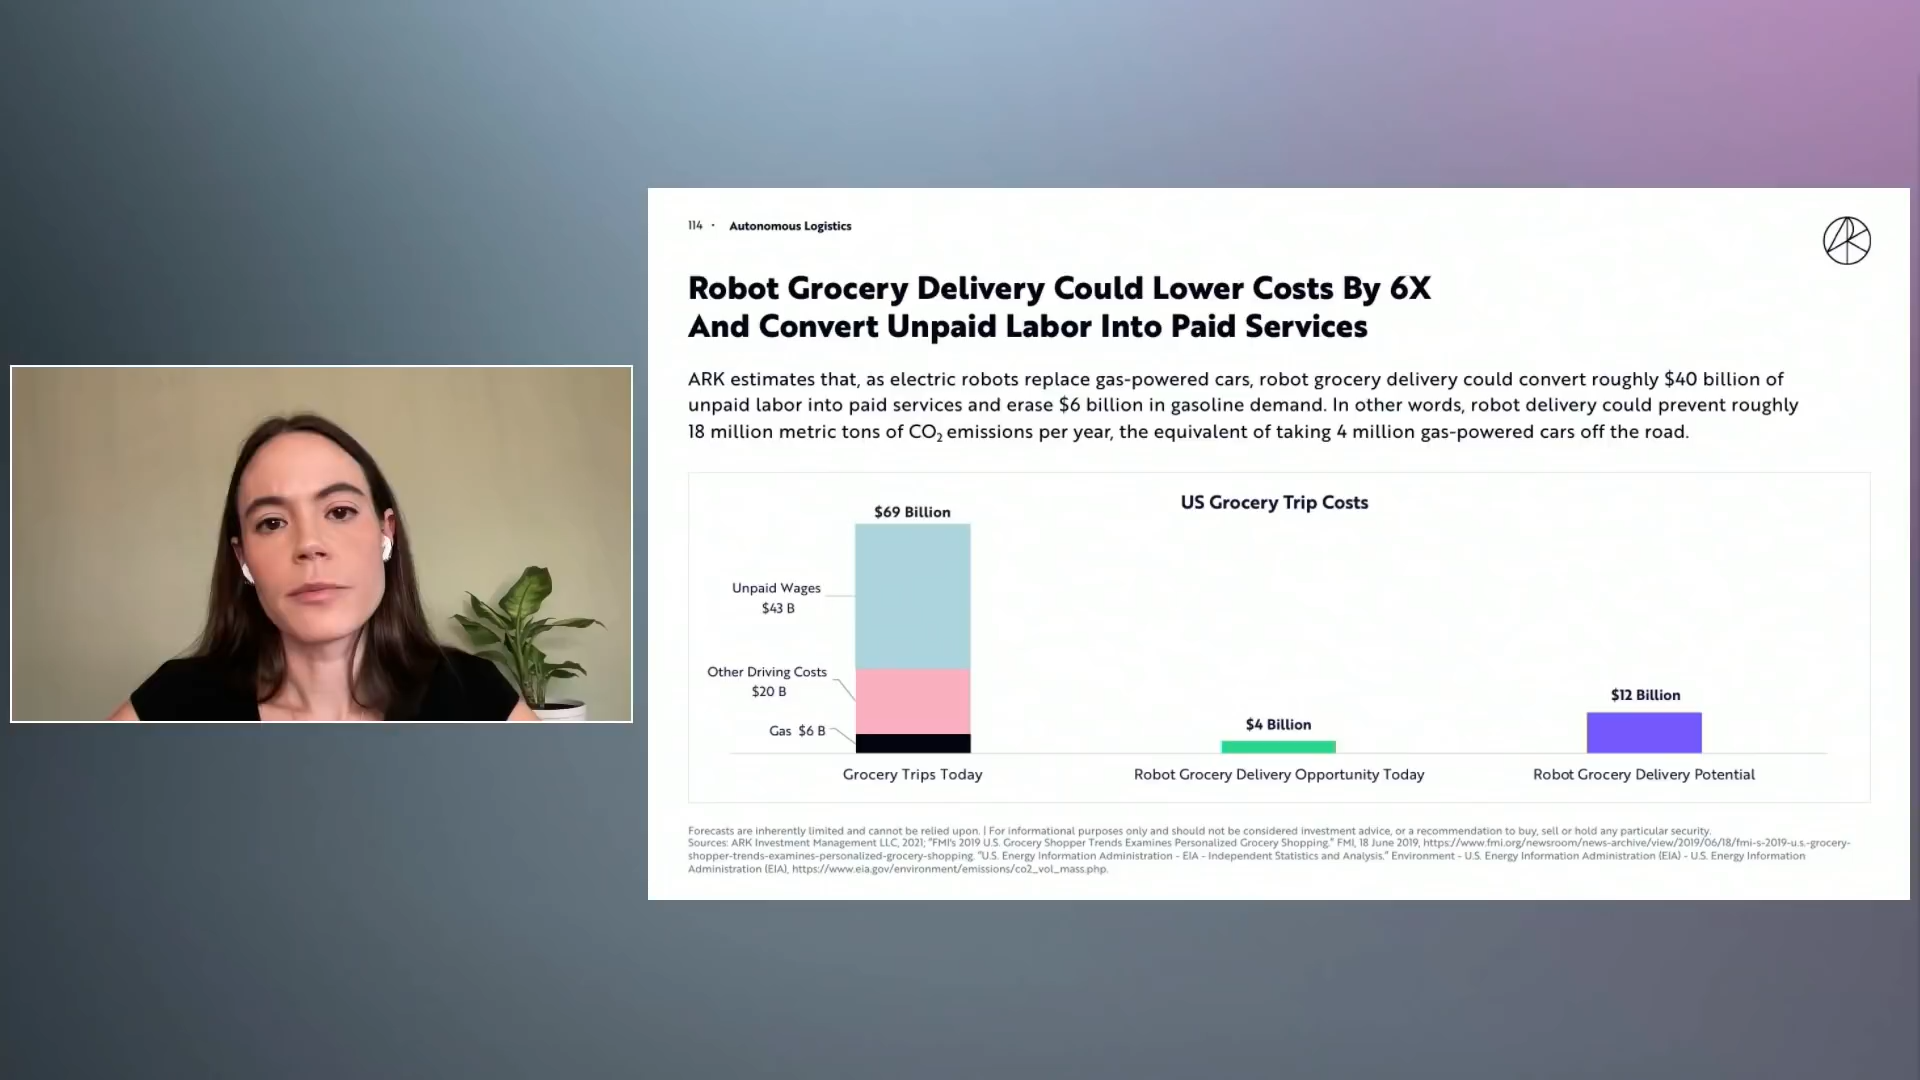 114 · Autonomous Logistics
Robot Grocery Delivery Could Lower Costs By 6X
And Convert Unpaid Labor Into Paid Services
ARK estimates that, as electric robots replace gas-powered cars, robot grocery delivery could convert roughly $40 billion of
unpaid labor into paid services and erase $6 billion in gasoline demand. In other words, robot delivery could prevent roughly
18 million metric tons of CO₂ emissions per year, the equivalent of taking 4 million gas-powered cars off the road.
US Grocery Trip Costs
$69 Billion
Unpaid Wages
$43 B
Other Driving Costs
$20 B
Gas $6 B
Grocery Trips Today
$4 Billion
Robot Grocery Delivery Opportunity Today
$12 Billion
Robot Grocery Delivery Potential
Forecasts are inherently limited and cannot be relied upon. | For informational purposes only and should not be considered investment advice, or a recommendation to buy, sell or hold any particular security.
Sources: ARK Investment Management LLC, 2021; "FMI's 2019 U.S. Grocery Shopper Trends Examines Personalized Grocery Shopping." FMI, 18 June 2019, https://www.fmi.org/newsroom/news-archive/view/2019/06/18/fmi-s-2019-u.s.-grocery-
shopper-trends-examines-personalized-grocery-shopping. "U.S. Energy Information Administration - EIA - Independent Statistics and Analysis." Environment - U.S. Energy Information Administration (EIA) - U.S. Energy Information
Administration (EIA), https://www.eia.gov/environment/emissions/co2_vol_mass.php.